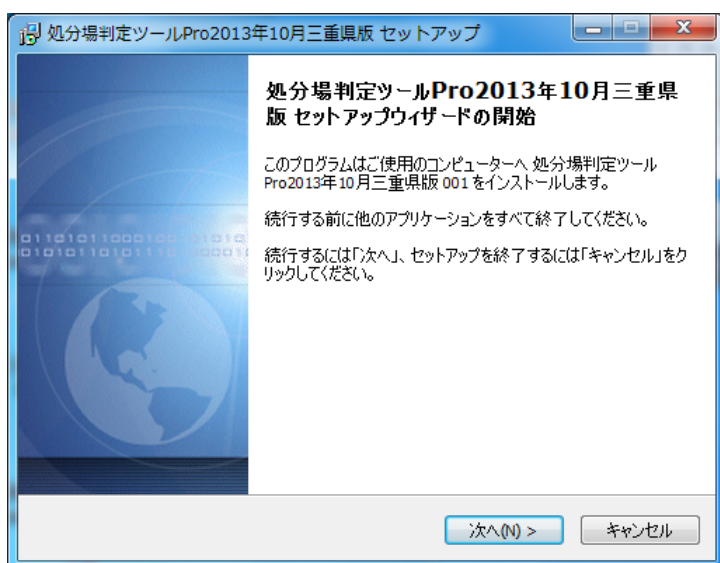 処分場判定ツールPro2013年10月三重県版 セットアップ
処分場判定ツールPro2013年10月三重県
版 セットアップウィザードの開始
このプログラムはご使用のコンピューターへ 処分場判定ツール
Pro2013年10月三重県版 001 をインストールします。
続行する前に他のアプリケーションをすべて終了してください。
続行するには「次へ」、セットアップを終了するには「キャンセル」をク
リックしてください。
次へ(N) >
キャンセル